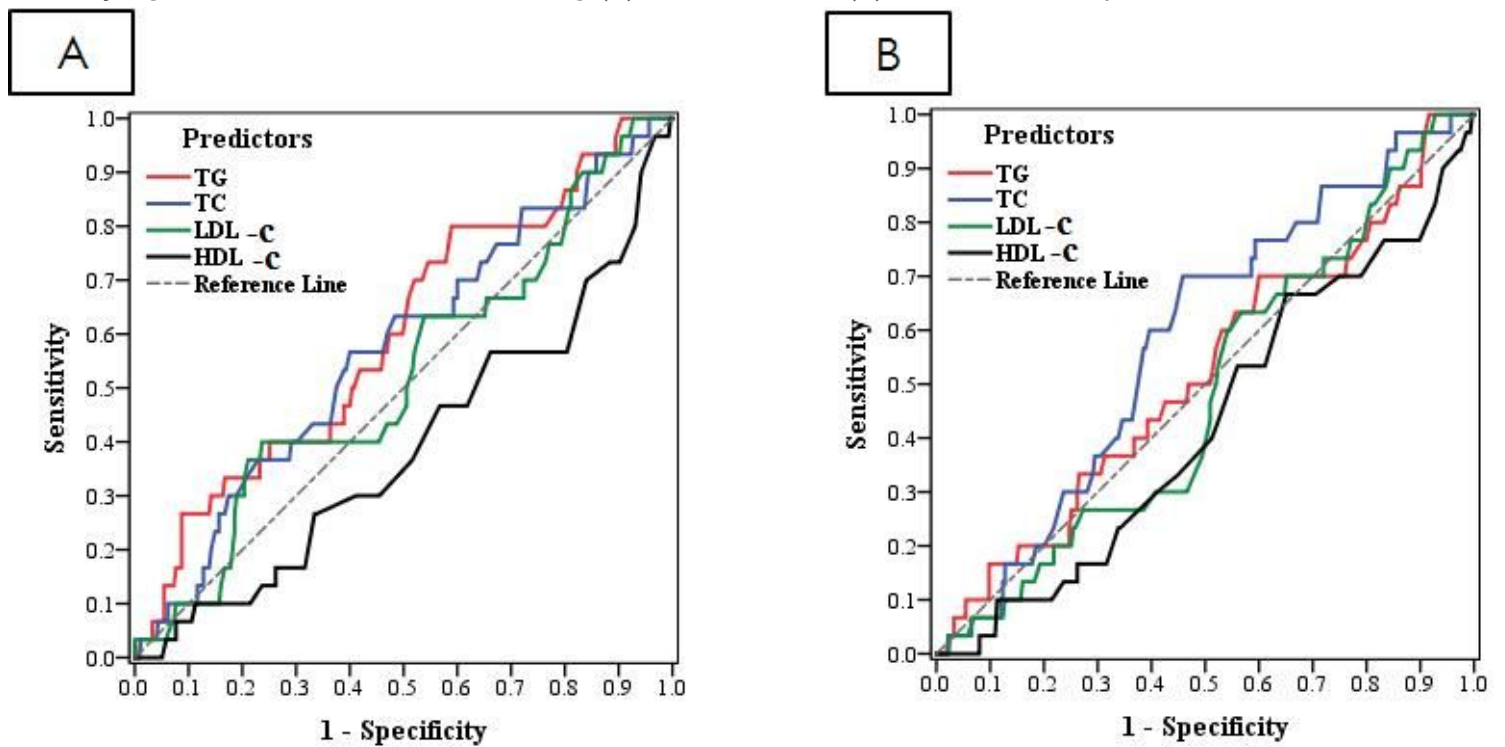 A
Predictors
TG
TC
LDL -C
HDL -C
Reference Line
Sensitivity
1.0
0.9
0.8
0.7
0.6
0.5
0.4
0.3
0.2
0.1
0.0
0.0 0.1 0.2 0.3 0.4 0.5 0.6 0.7 0.8 0.9 1.0
1 - Specificity
B
Predictors
TG
TC
LDL -C
HDL -C
Reference Line
Sensitivity
1.0
0.9
0.8
0.7
0.6
0.5
0.4
0.3
0.2
0.1
0.0
0.0 0.1 0.2 0.3 0.4 0.5 0.6 0.7 0.8 0.9 1.0
1 - Specificity